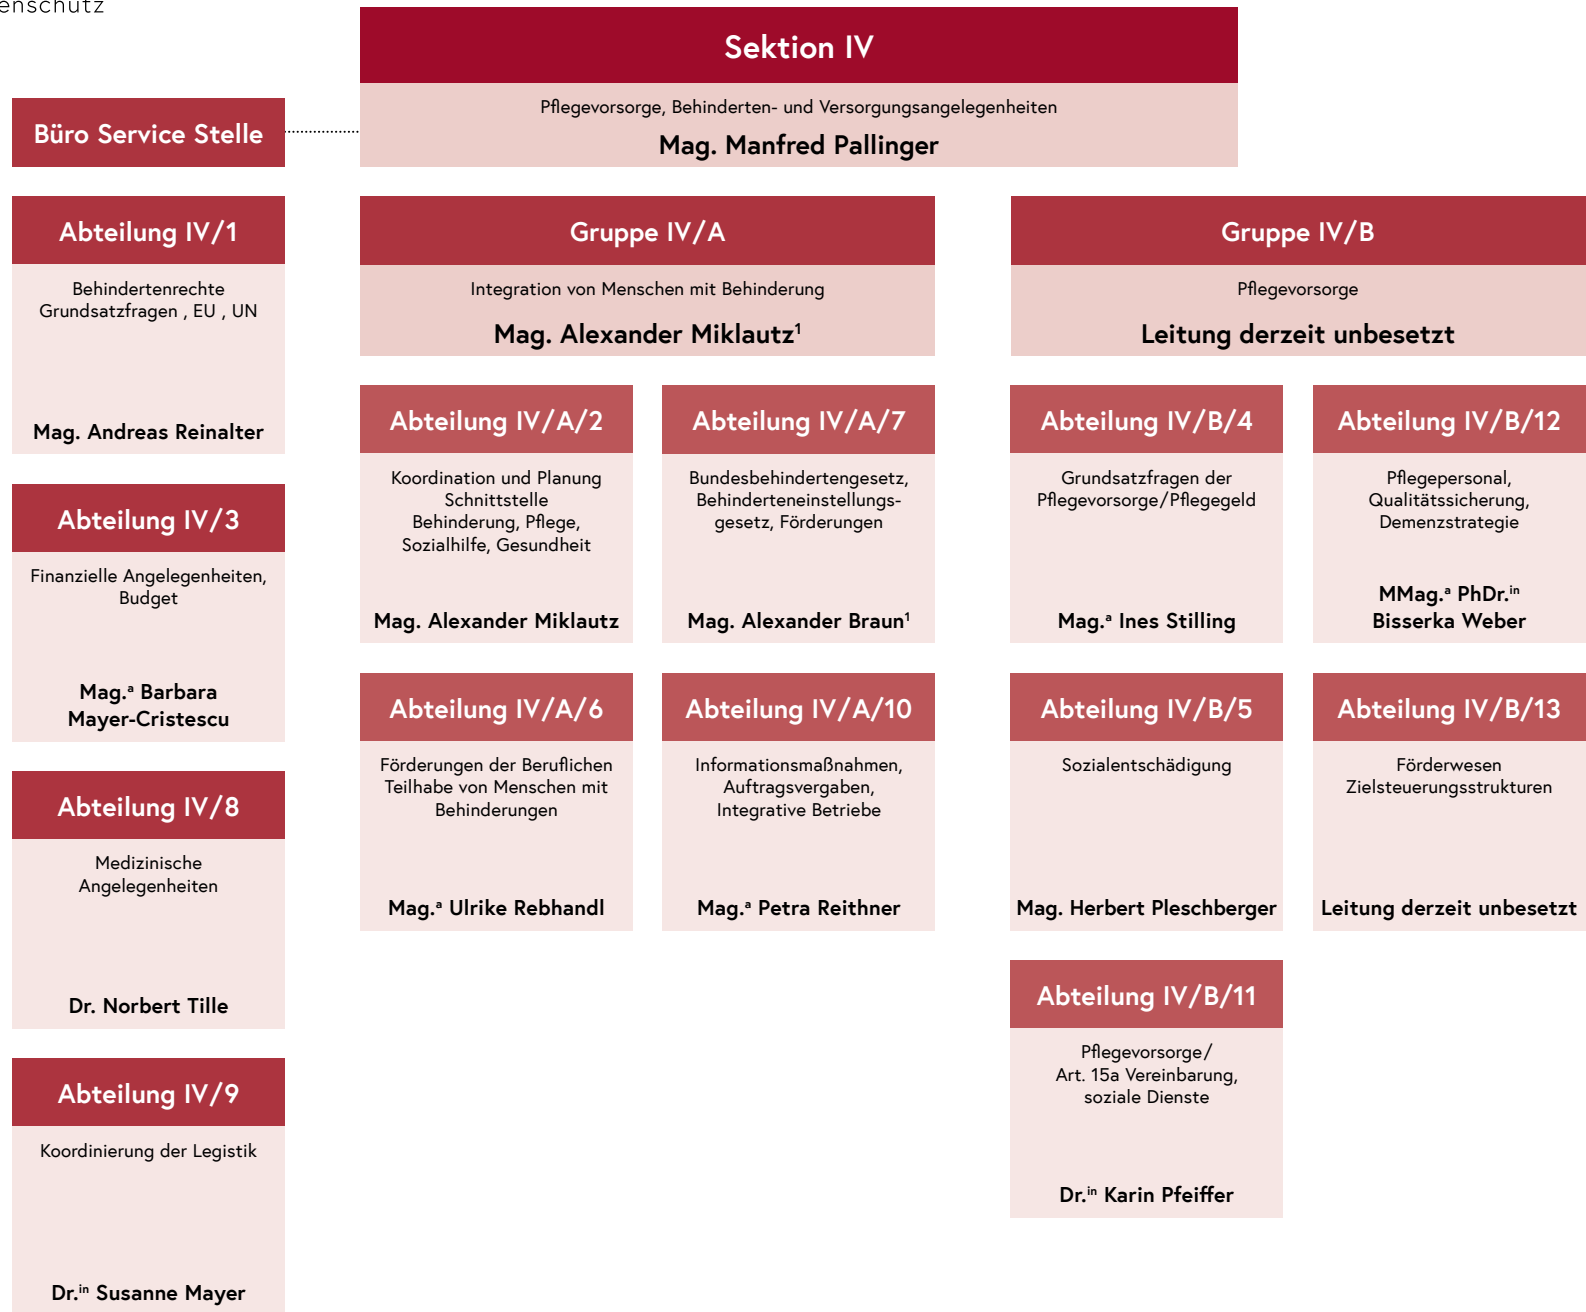 Sektion IV
Pflegevorsorge, Behinderten- und Versorgungsangelegenheiten
Mag. Manfred Pallinger
Büro Service Stelle
Abteilung IV/1
Behindertenrechte
Grundsatzfragen , EU , UN
Mag. Andreas Reinalter
Abteilung IV/3
Finanzielle Angelegenheiten,
Budget
Mag.ª Barbara
Mayer-Cristescu
Abteilung IV/8
Medizinische
Angelegenheiten
Dr. Norbert Tille
Abteilung IV/9
Koordinierung der Legistik
Dr.ⁱⁿ Susanne Mayer
Gruppe IV/A
Integration von Menschen mit Behinderung
Mag. Alexander Miklautz¹
Abteilung IV/A/2
Koordination und Planung
Schnittstelle
Behinderung, Pflege,
Sozialhilfe, Gesundheit
Mag. Alexander Miklautz
Abteilung IV/A/7
Bundesbehindertengesetz,
Behinderteneinstellungs-
gesetz, Förderungen
Mag. Alexander Braun¹
Abteilung IV/A/6
Förderungen der Beruflichen
Teilhabe von Menschen mit
Behinderungen
Mag.ª Ulrike Rebhandl
Abteilung IV/A/10
Informationsmaßnahmen,
Auftragsvergaben,
Integrative Betriebe
Mag.ª Petra Reithner
Gruppe IV/B
Pflegevorsorge
Leitung derzeit unbesetzt
Abteilung IV/B/4
Grundsatzfragen der
Pflegevorsorge/Pflegegeld
Mag.ª Ines Stilling
Abteilung IV/B/12
Pflegepersonal,
Qualitätssicherung,
Demenzstrategie
MMag.ª PhDr.ⁱⁿ
Bisserka Weber
Abteilung IV/B/5
Sozialentschädigung
Mag. Herbert Pleschberger
Abteilung IV/B/13
Förderwesen
Zielsteuerungsstrukturen
Leitung derzeit unbesetzt
Abteilung IV/B/11
Pflegevorsorge/
Art. 15a Vereinbarung,
soziale Dienste
Dr.ⁱⁿ Karin Pfeiffer